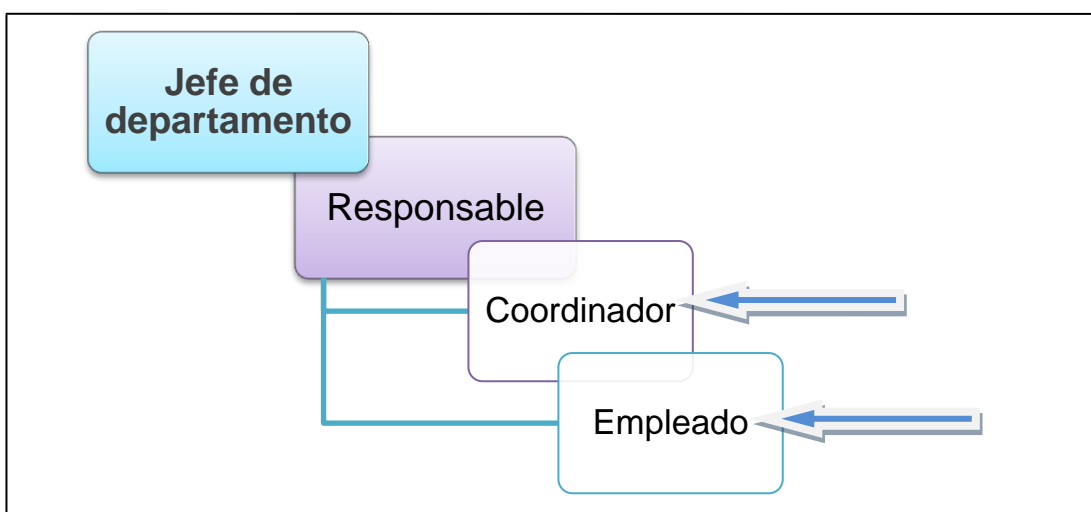 Jefe de
departamento
Responsable
Coordinador
Empleado